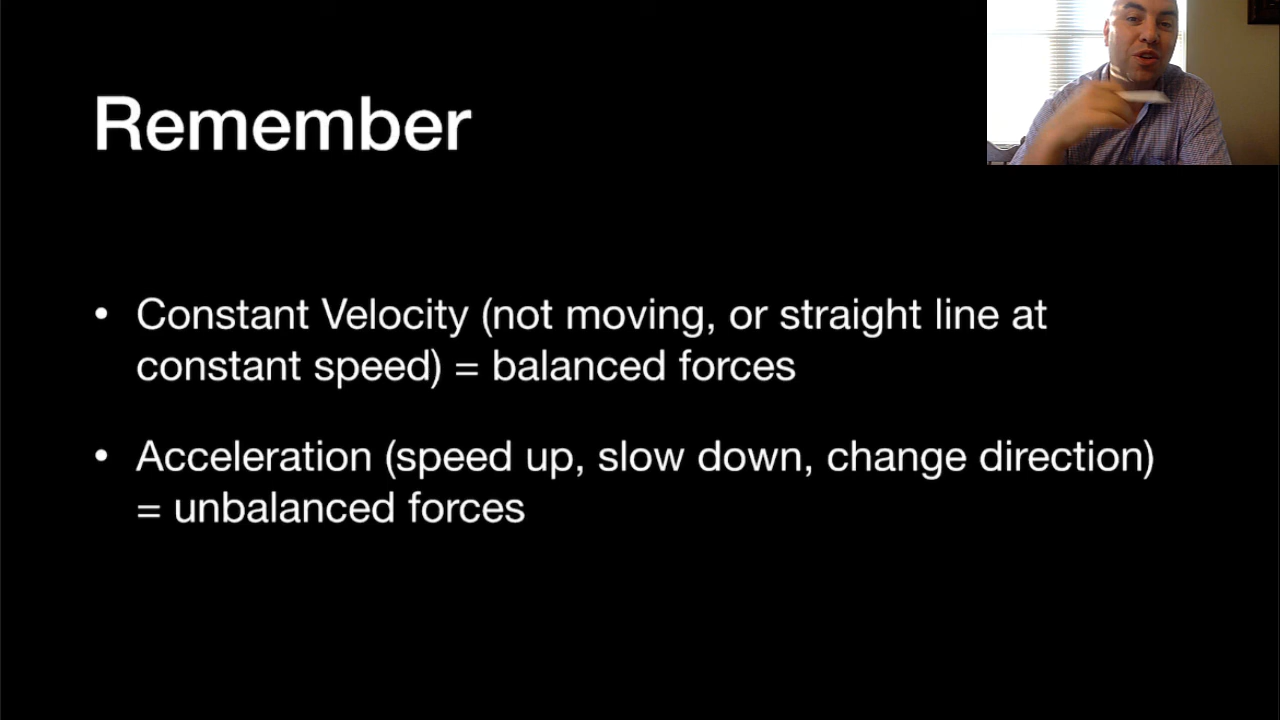 Remember
• Constant Velocity (not moving, or straight line at
constant speed) = balanced forces
• Acceleration (speed up, slow down, change direction)
= unbalanced forces